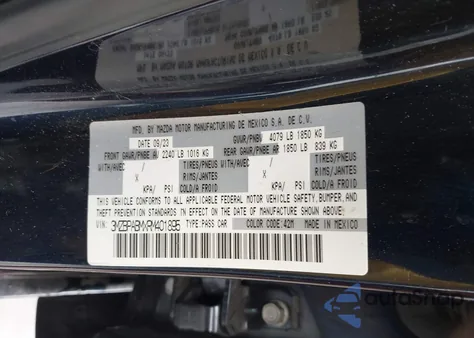 MFD. BY MAZDA MOTOR MANUFACTURING DE MEXICO S.A. DE C.V.
DATE 09/23 GVWR/PNBV 4079 LB 1850 KG
FRONT GAWR/PNBE AV 2240 LB 1016 KG REAR GAWR/PNBE AR 1850 LB 839 KG
WITH/AVEC / TIRES/PNEUS WITH/AVEC / TIRES/PNEUS
X RIMS/JANTES X RIMS/JANTES
KPA/ PSI COLD/A FROID KPA/ PSI COLD/A FROID
THIS VEHICLE CONFORMS TO ALL APPLICABLE FEDERAL MOTOR VEHICLE SAFETY, BUMPER, AND
THEFT PREVENTION STANDARDS IN EFFECT ON THE DATE OF MANUFACTURE SHOWN ABOVE.
VIN: 3MZBPABMXRM401895 TYPE PASS CAR COLOR CODE:42M MADE IN MEXICO
autoShop